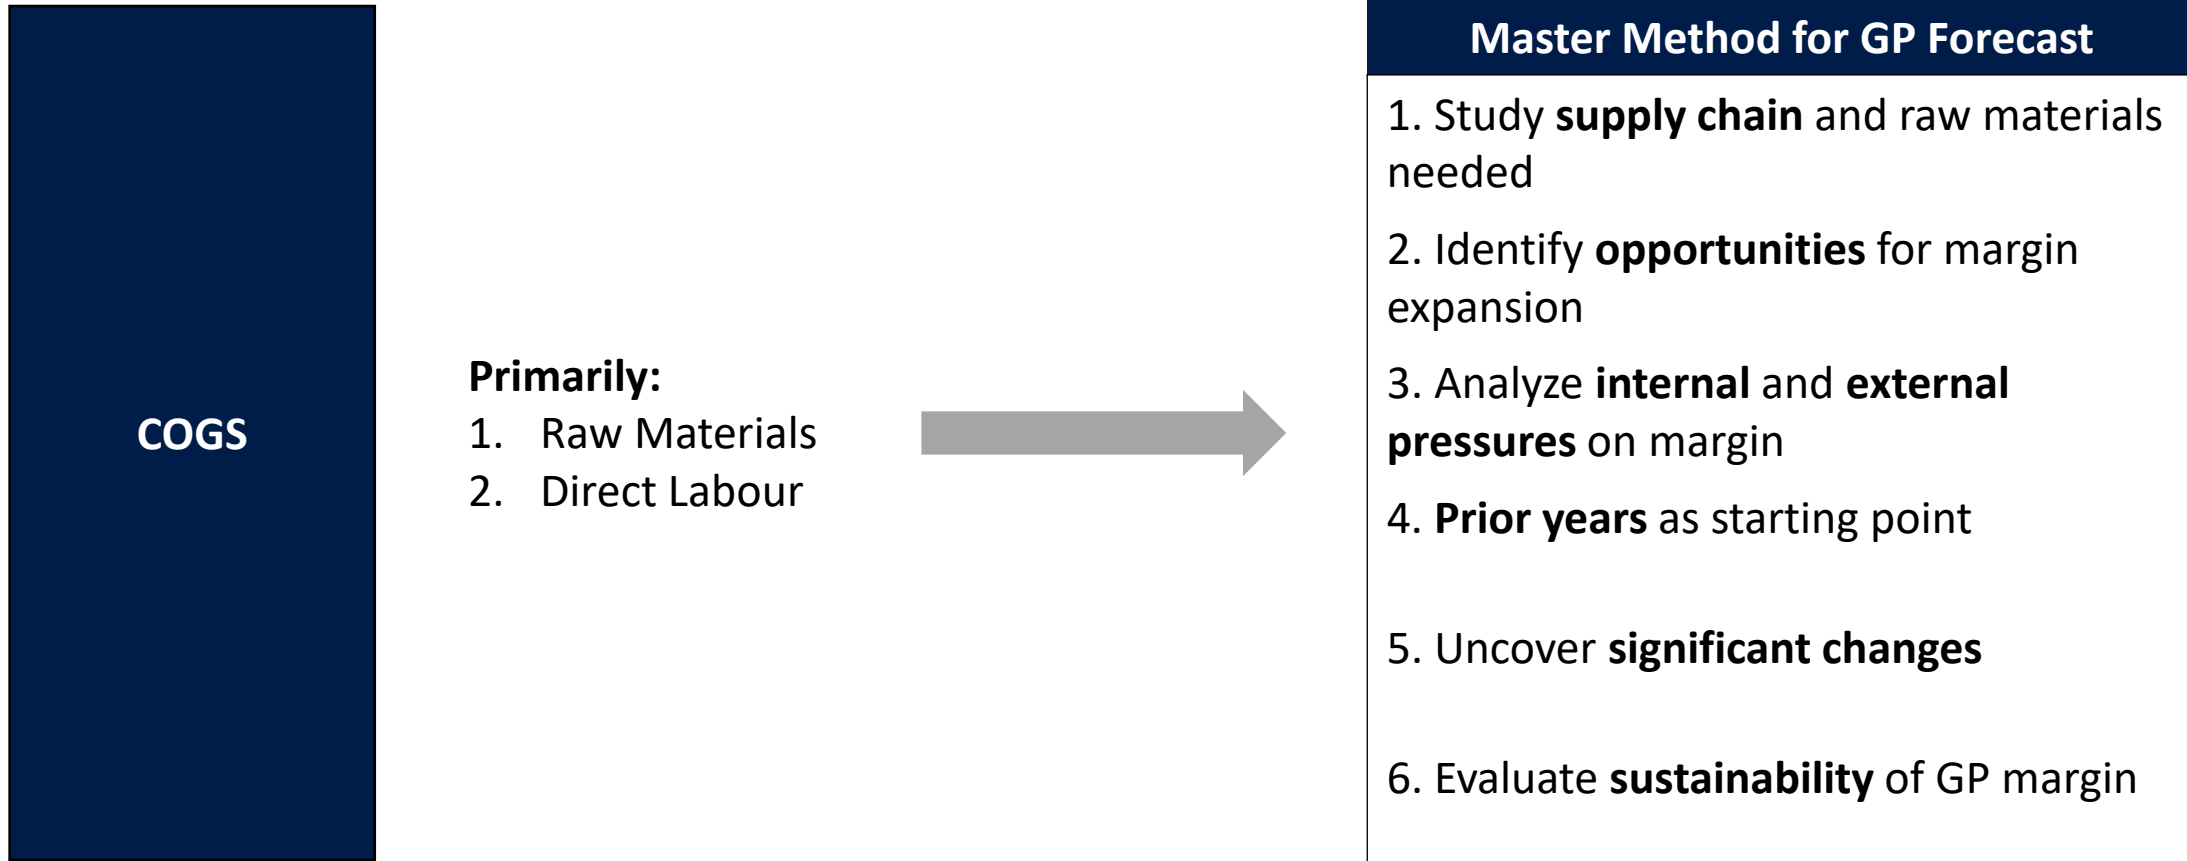 COGS
Primarily:
1. Raw Materials
2. Direct Labour
Master Method for GP Forecast
1. Study supply chain and raw materials
needed
2. Identify opportunities for margin
expansion
3. Analyze internal and external
pressures on margin
4. Prior years as starting point
5. Uncover significant changes
6. Evaluate sustainability of GP margin